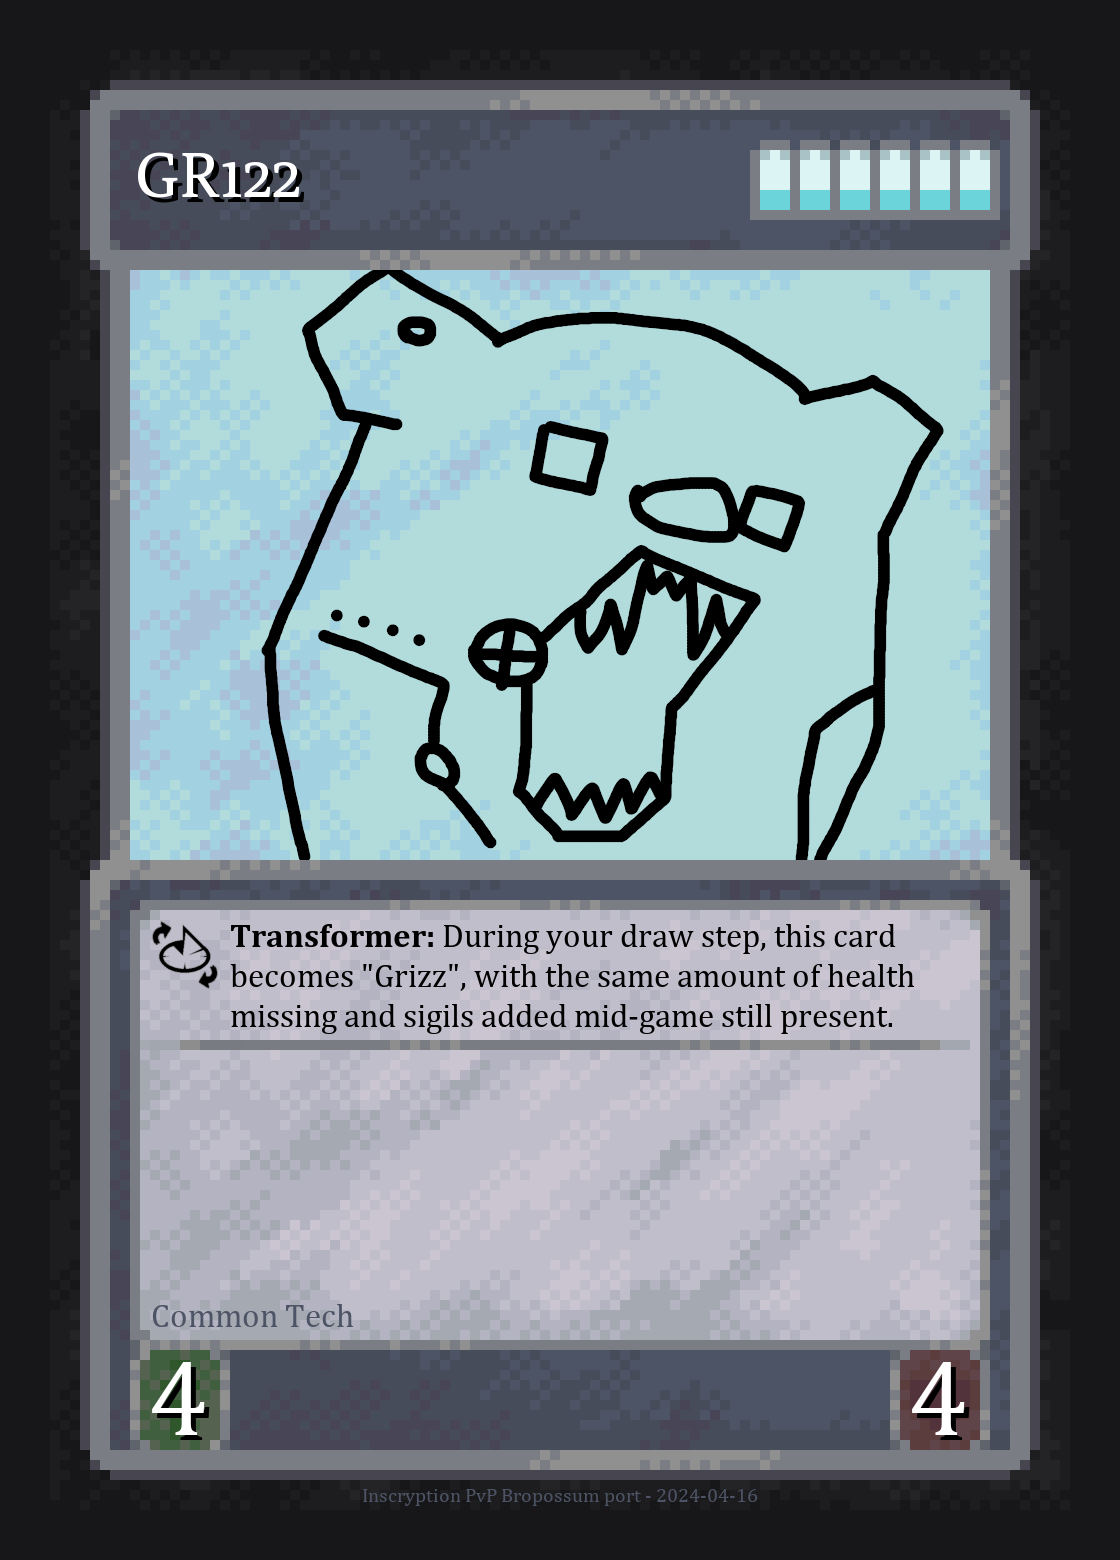 GR122
Transformer: During your draw step, this card
becomes "Grizz", with the same amount of health
missing and sigils added mid-game still present.
Common Tech
4
4
Inscryption PvP Bropossum port - 2024-04-16